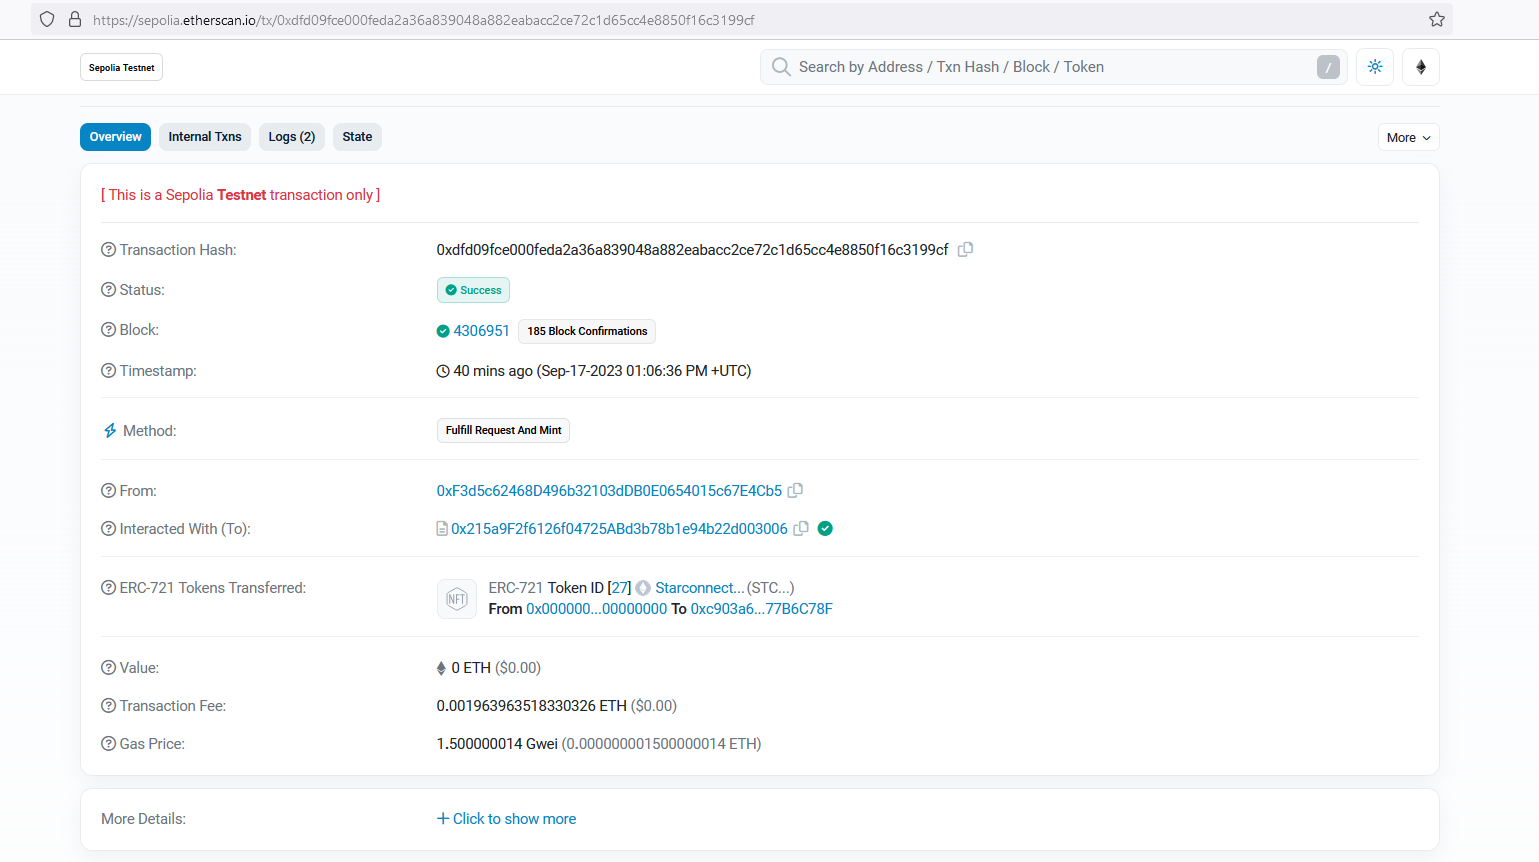 https://sepolia.etherscan.io/tx/0xdfd09fce000feda2a36a839048a882eabacc2ce72c1d65cc4e8850f16c3199cf
Sepolia Testnet
Search by Address / Txn Hash / Block / Token
/
Overview
Internal Txns
Logs (2)
State
More
[ This is a Sepolia Testnet transaction only ]
Transaction Hash: 0xdfd09fce000feda2a36a839048a882eabacc2ce72c1d65cc4e8850f16c3199cf
Status: Success
Block: 4306951 185 Block Confirmations
Timestamp: 40 mins ago (Sep-17-2023 01:06:36 PM +UTC)
Method: Fulfill Request And Mint
From: 0xF3d5c62468D496b32103dDB0E0654015c67E4Cb5
Interacted With (To): 0x215a9F2f6126f04725ABd3b78b1e94b22d003006
ERC-721 Tokens Transferred: NFT ERC-721 Token ID [27] Starconnect... (STC...)
From 0x000000...00000000 To 0xc903a6...77B6C78F
Value: 0 ETH ($0.00)
Transaction Fee: 0.001963963518330326 ETH ($0.00)
Gas Price: 1.500000014 Gwei (0.000000001500000014 ETH)
More Details: + Click to show more